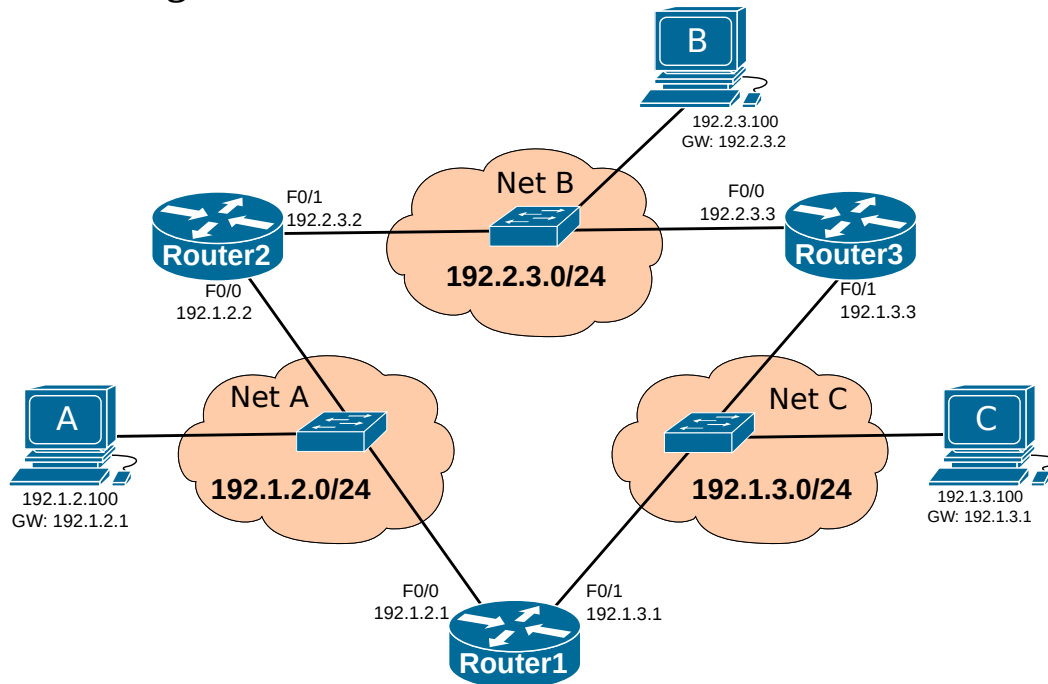 B
192.2.3.100
GW: 192.2.3.2
Net B
F0/1
192.2.3.2
F0/0
192.2.3.3
Router2
Router3
192.2.3.0/24
F0/0
192.1.2.2
F0/1
192.1.3.3
Net A
Net C
A
C
192.1.2.0/24
192.1.3.0/24
192.1.2.100
GW: 192.1.2.1
192.1.3.100
GW: 192.1.3.1
F0/0
192.1.2.1
F0/1
192.1.3.1
Router1